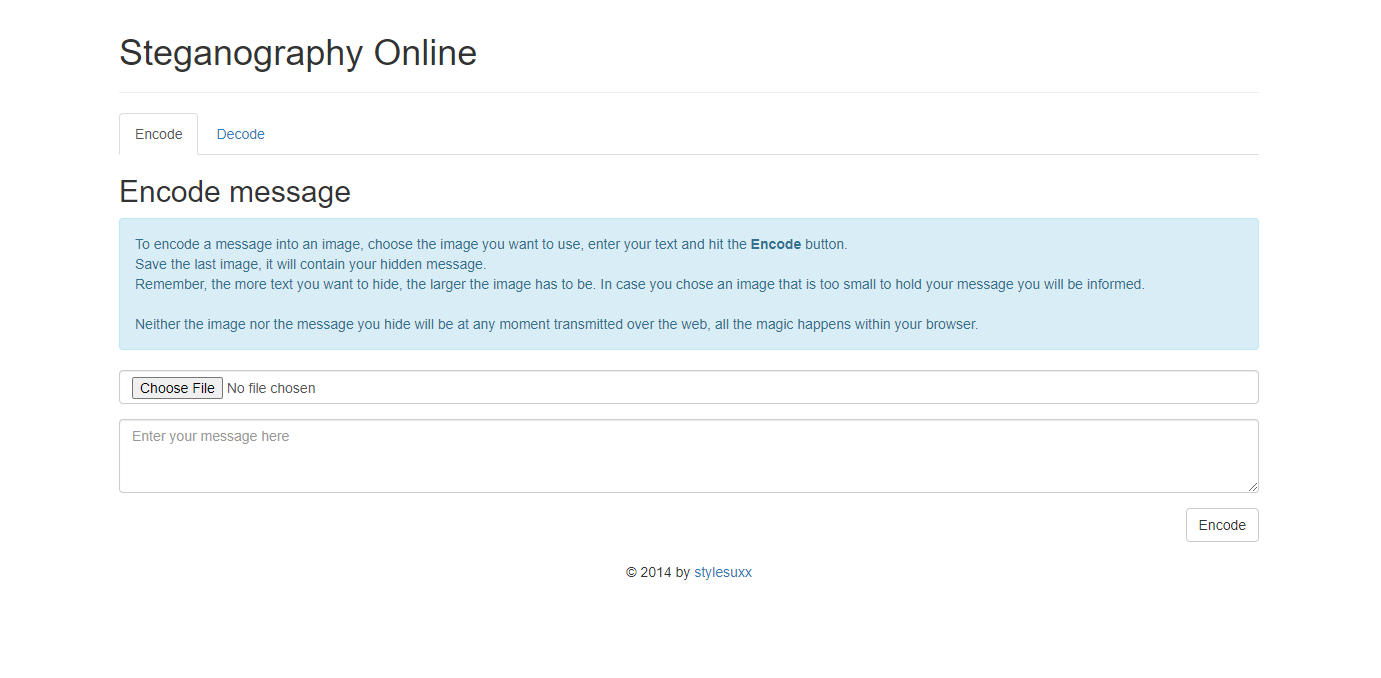 Steganography Online
Encode Decode
Encode message
To encode a message into an image, choose the image you want to use, enter your text and hit the Encode button.
Save the last image, it will contain your hidden message.
Remember, the more text you want to hide, the larger the image has to be. In case you chose an image that is too small to hold your message you will be informed.
Neither the image nor the message you hide will be at any moment transmitted over the web, all the magic happens within your browser.
Choose File No file chosen
Enter your message here
Encode
© 2014 by stylesuxx